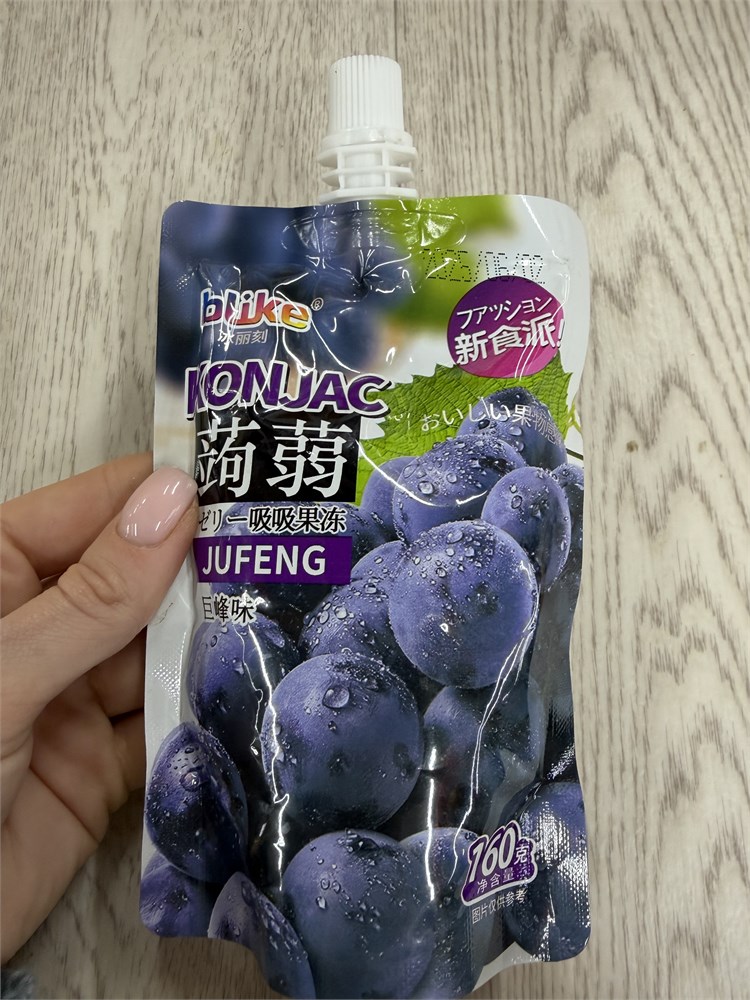 2025/06/02
blike®
冰丽刻
ファッション
新食派!
KONJAC
おいしい果物感
蒟蒻
ゼリー吸吸果冻
JUFENG
巨峰味
160克
净含量
图片仅供参考